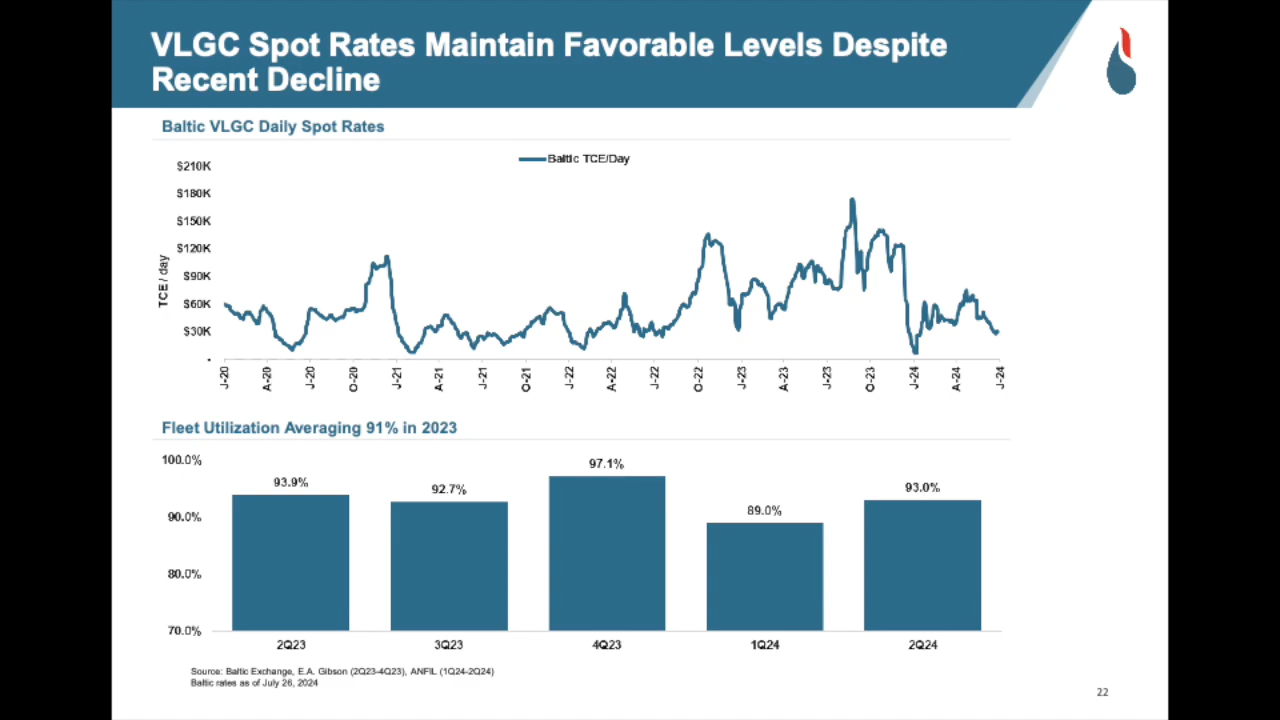 VLGC Spot Rates Maintain Favorable Levels Despite
Recent Decline
Baltic VLGC Daily Spot Rates
Baltic TCE/Day
TCE / day
$210K
$180K
$150K
$120K
$90K
$60K
$30K
-
J-20
A-20
J-20
O-20
J-21
A-21
J-21
O-21
J-22
A-22
J-22
O-22
J-23
A-23
J-23
O-23
J-24
A-24
J-24
Fleet Utilization Averaging 91% in 2023
100.0%
90.0%
80.0%
70.0%
93.9%
92.7%
97.1%
89.0%
93.0%
2Q23
3Q23
4Q23
1Q24
2Q24
Source: Baltic Exchange, E.A. Gibson (2Q23-4Q23), ANFIL (1Q24-2Q24)
Baltic rates as of July 26, 2024
22